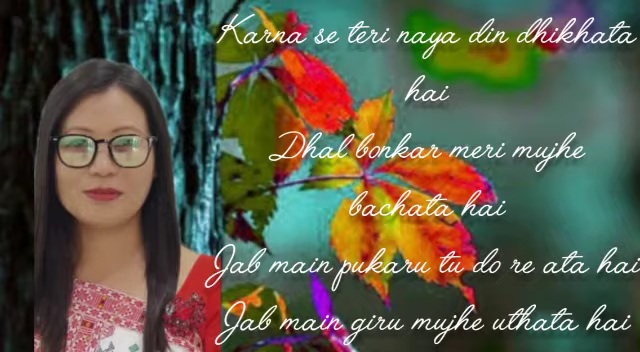 Karna se teri naya din dhikhata
hai
Dhal bonkar meri mujhe
bachata hai
Jab main pukaru tu do re ata hai
Jab main giru mujhe uthata hai